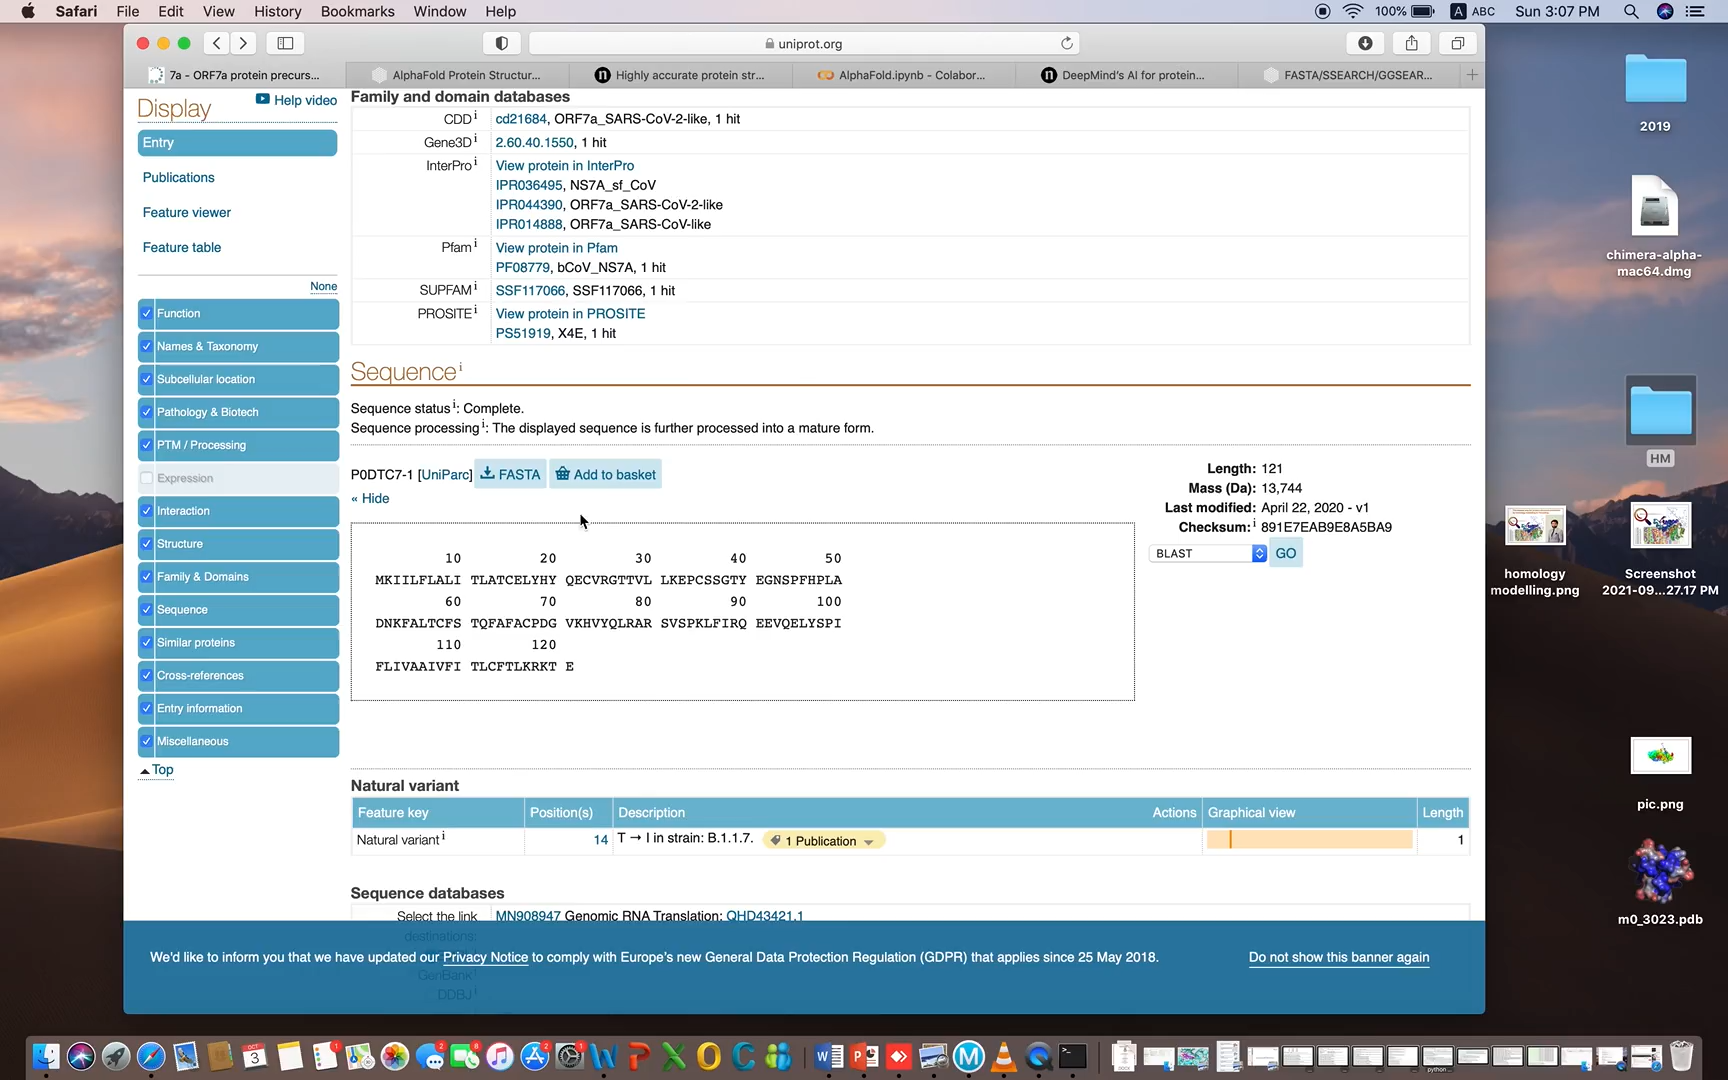 Safari File Edit View History Bookmarks Window Help 100% A ABC Sun 3:07 PM
uniprot.org
7a - ORF7a protein precurs... AlphaFold Protein Structur... Highly accurate protein str... AlphaFold.ipynb - Colabor... DeepMind's AI for protein... FASTA/SSEARCH/GGSEAR...
Display Help video
Entry
Publications
Feature viewer
Feature table
None
Function
Names & Taxonomy
Subcellular location
Pathology & Biotech
PTM / Processing
Expression
Interaction
Structure
Family & Domains
Sequence
Similar proteins
Cross-references
Entry information
Miscellaneous
Top
Family and domain databases
CDD i cd21684, ORF7a_SARS-CoV-2-like, 1 hit
Gene3D i 2.60.40.1550, 1 hit
InterPro i View protein in InterPro
IPR036495, NS7A_sf_CoV
IPR044390, ORF7a_SARS-CoV-2-like
IPR014888, ORF7a_SARS-CoV-like
Pfam i View protein in Pfam
PF08779, bCoV_NS7A, 1 hit
SUPFAM i SSF117066, SSF117066, 1 hit
PROSITE i View protein in PROSITE
PS51919, X4E, 1 hit
Sequence i
Sequence status i: Complete.
Sequence processing i: The displayed sequence is further processed into a mature form.
P0DTC7-1 [UniParc] FASTA Add to basket
« Hide
Length: 121
Mass (Da): 13,744
Last modified: April 22, 2020 - v1
Checksum: i 891E7EAB9E8A5BA9
BLAST GO
10 20 30 40 50
MKIILFLALI TLATCELYHY QECVRGTTVL LKEPCSSGTY EGNSPFHPLA
60 70 80 90 100
DNKFALTCFS TQFAFACPDG VKHVYQLRAR SVSPKLFIRQ EEVQELYSPI
110 120
FLIVAAIVFI TLCFTLKRKT E
Natural variant
Feature key Position(s) Description Actions Graphical view Length
Natural variant i 14 T → I in strain: B.1.1.7. 1 Publication 1
Sequence databases
Select the link MN908947 Genomic RNA Translation: QHD43421.1
destinations:
GenBank i
DDBJ i
We'd like to inform you that we have updated our Privacy Notice to comply with Europe's new General Data Protection Regulation (GDPR) that applies since 25 May 2018. Do not show this banner again
2019
chimera-alpha-
mac64.dmg
HM
homology
modelling.png
Screenshot
2021-09...27.17 PM
pic.png
m0_3023.pdb